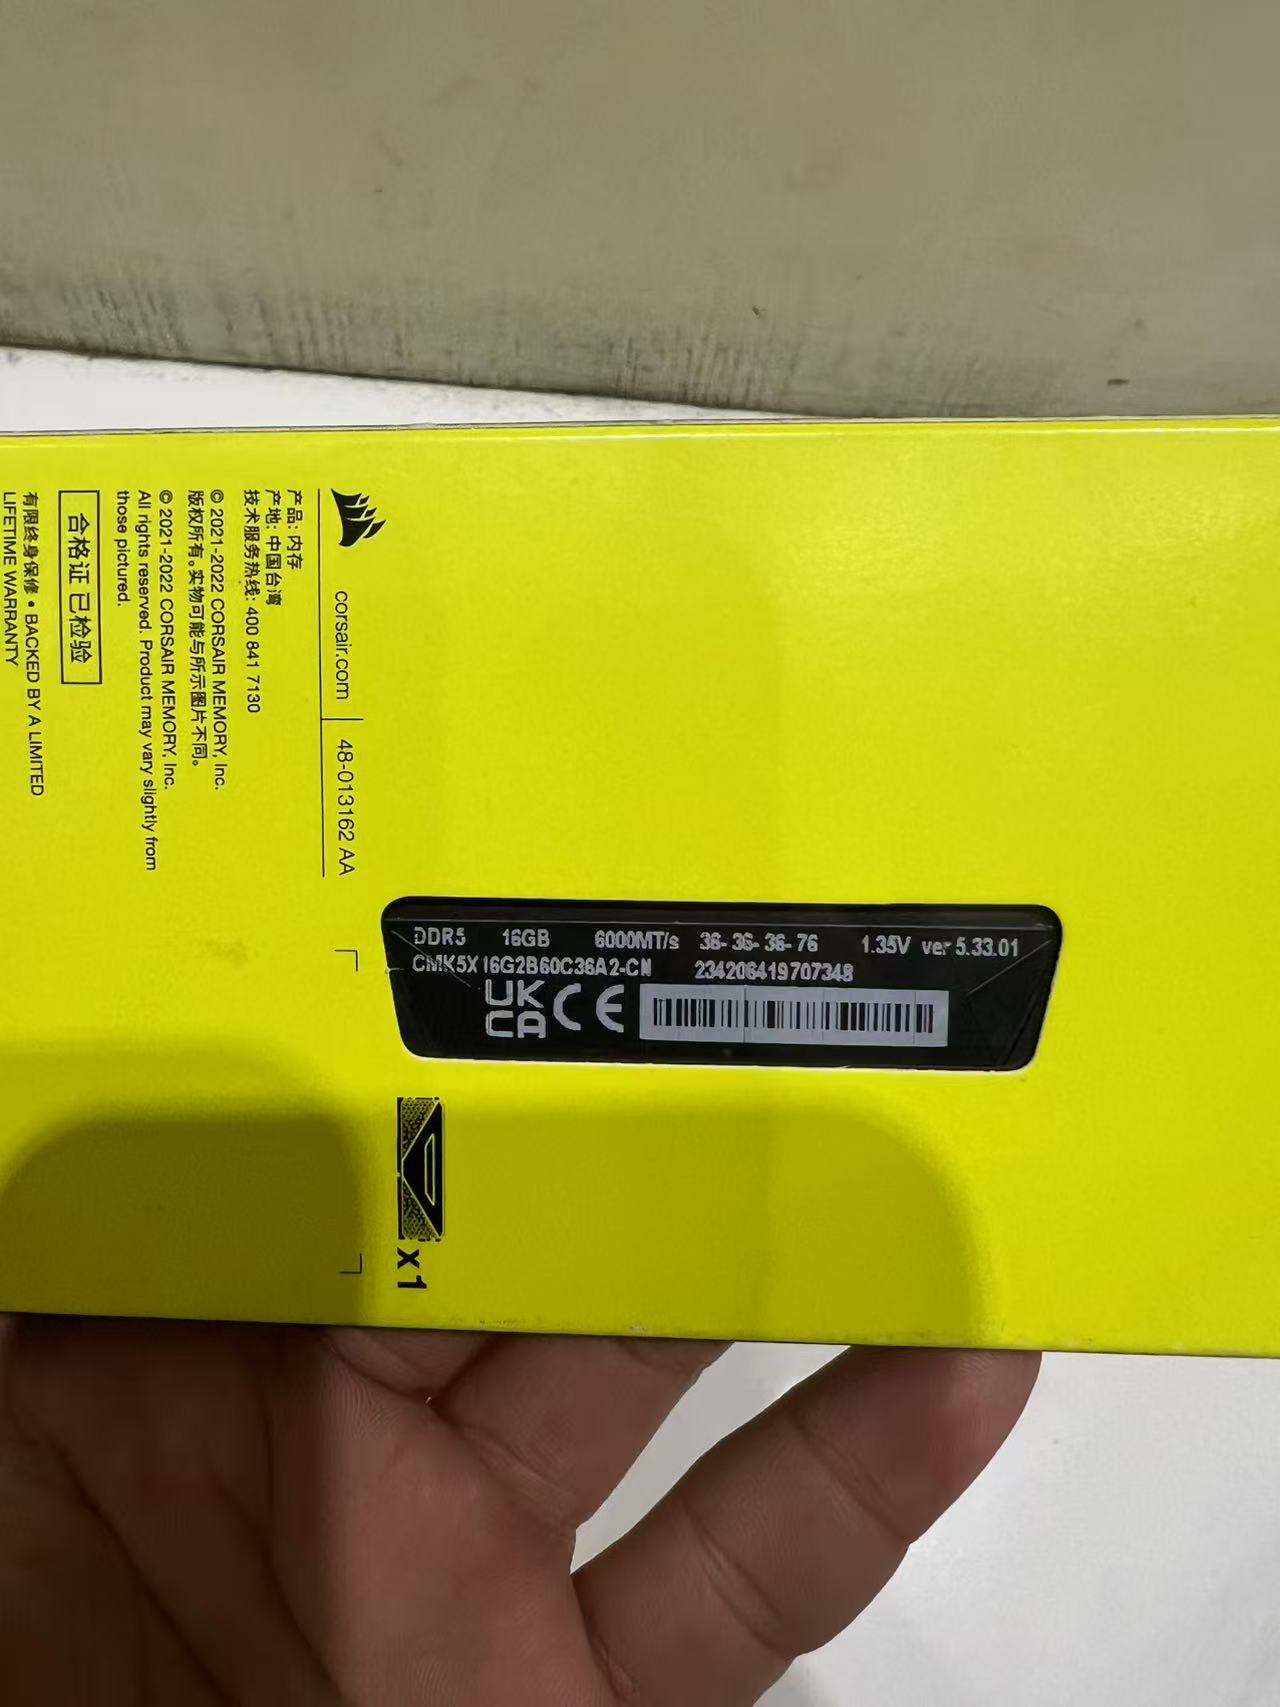 corsair.com | 48-013162 AA
产品: 内存
产地: 中国台湾
技术服务热线: 400 841 7130
© 2021-2022 CORSAIR MEMORY, Inc.
版权所有。实物可能与所示图片不同。
© 2021-2022 CORSAIR MEMORY, Inc.
All rights reserved. Product may vary slightly from
those pictured.
合格证 已检验
有限终身保修 • BACKED BY A LIMITED
LIFETIME WARRANTY
DDR5 16GB 6000MT/s 36-36-36-76 1.35V ver 5.33.01
CMK5X16G2B60C36A2-CN 234206419707348
UK
CA CE
X1